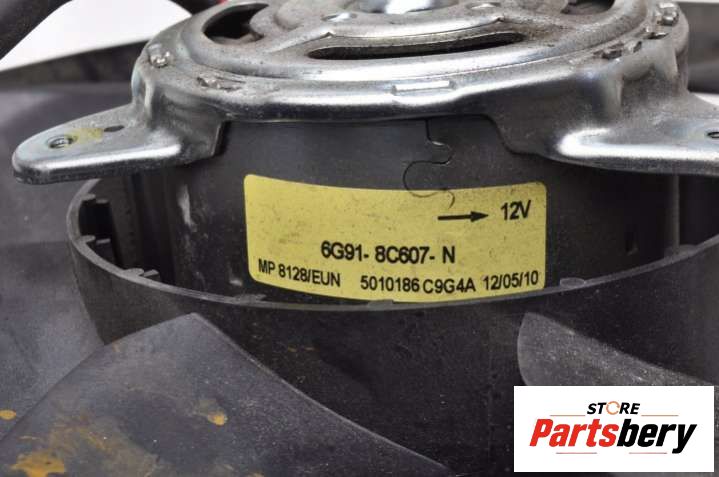 12V
6G91- 8C607- N
MP 8128/EUN 5010186 C9G4A 12/05/10
STORE
Partsbery